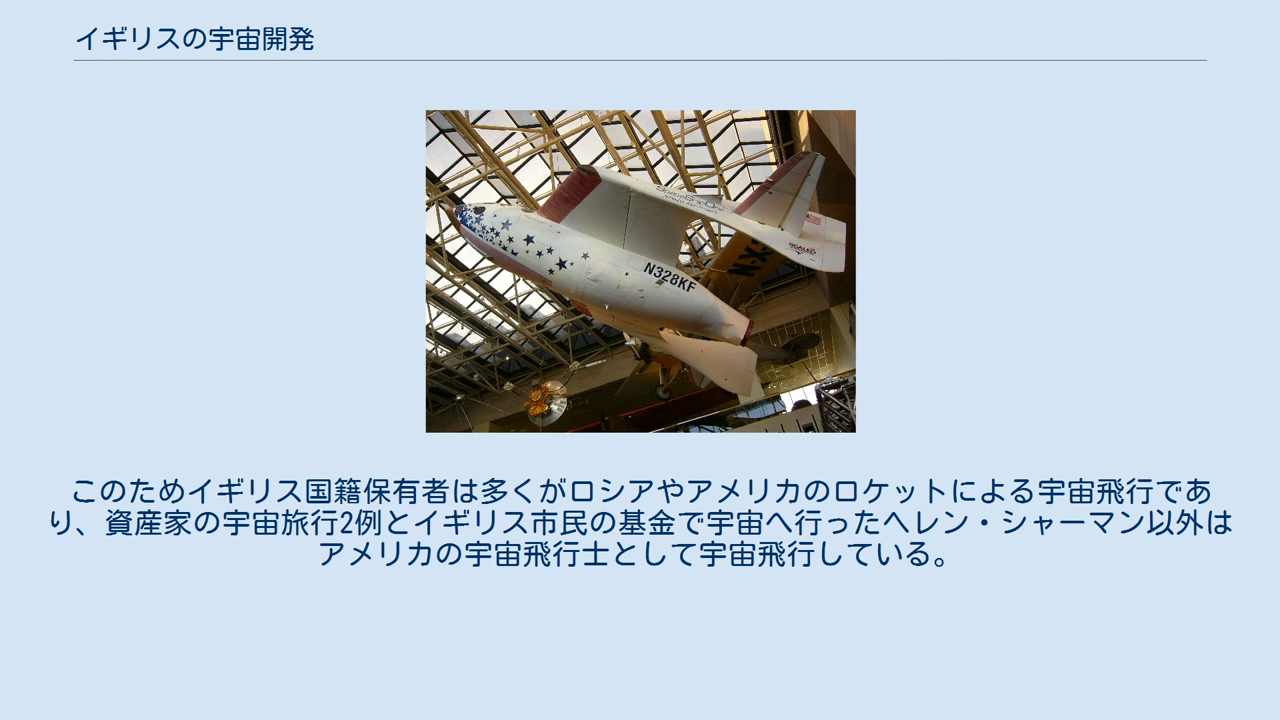 イギリスの宇宙開発
SpaceShipOne
N328KF
N-X-
SCALED
このためイギリス国籍保有者は多くがロシアやアメリカのロケットによる宇宙飛行であ
り、資産家の宇宙旅行2例とイギリス市民の基金で宇宙へ行ったヘレン・シャーマン以外は
アメリカの宇宙飛行士として宇宙飛行している。